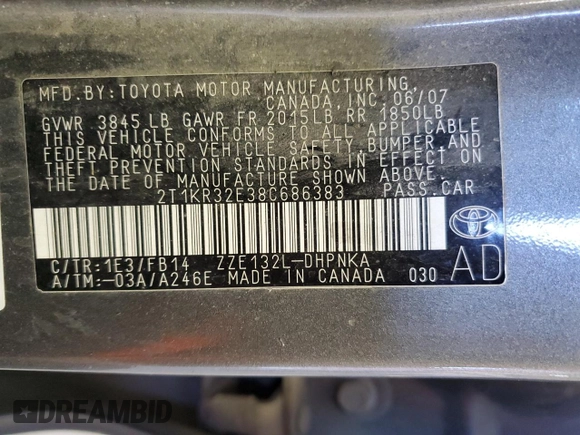 MFD.BY:TOYOTA MOTOR MANUFACTURING,
CANADA, INC. 06/07
GVWR 3845 LB GAWR FR 2015LB RR 1850LB
THIS VEHICLE CONFORMS TO ALL APPLICABLE
FEDERAL MOTOR VEHICLE SAFETY, BUMPER AND
THEFT PREVENTION STANDARDS IN EFFECT ON
THE DATE OF MANUFACTURE SHOWN ABOVE.
2T1KR32E38C686383 PASS.CAR
C/TR:1E3/FB14 ZZE132L-DHPNKA
A/TM:-03A/A246E MADE IN CANADA 030
TOYOTA
AD
DREAMBID